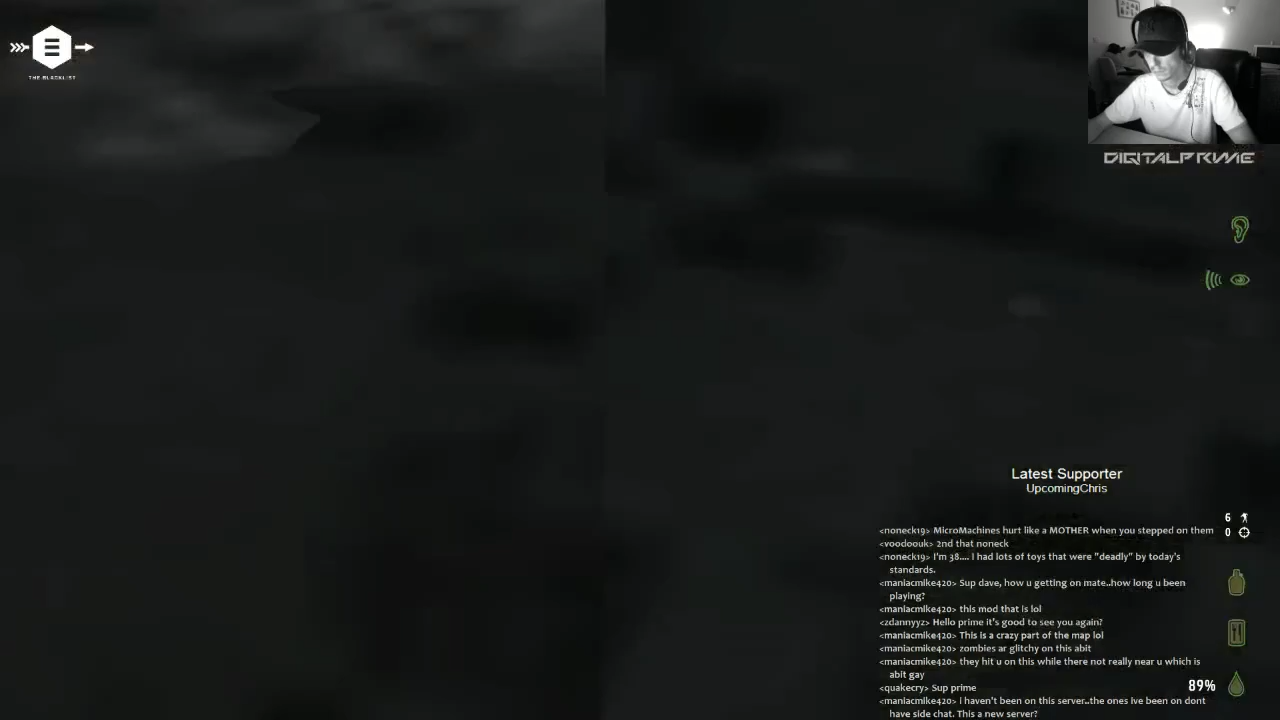 THE BLACKLIST
DIGITALPRIME
Latest Supporter
UpcomingChris
6
0
<noneck19> MicroMachines hurt like a MOTHER when you stepped on them
<voodoouk> 2nd that noneck
<noneck19> I'm 38.... I had lots of toys that were "deadly" by today's
standards.
<maniacmike420> Sup dave, how u getting on mate..how long u been
playing?
<maniacmike420> this mod that is lol
<zdannyyz> Hello prime it's good to see you again?
<maniacmike420> This is a crazy part of the map lol
<maniacmike420> zombies ar glitchy on this abit
<maniacmike420> they hit u on this while there not really near u which is
abit gay
<quakecry> Sup prime
89%
<maniacmike420> I haven't been on this server..the ones ive been on dont
have side chat. This a new server?